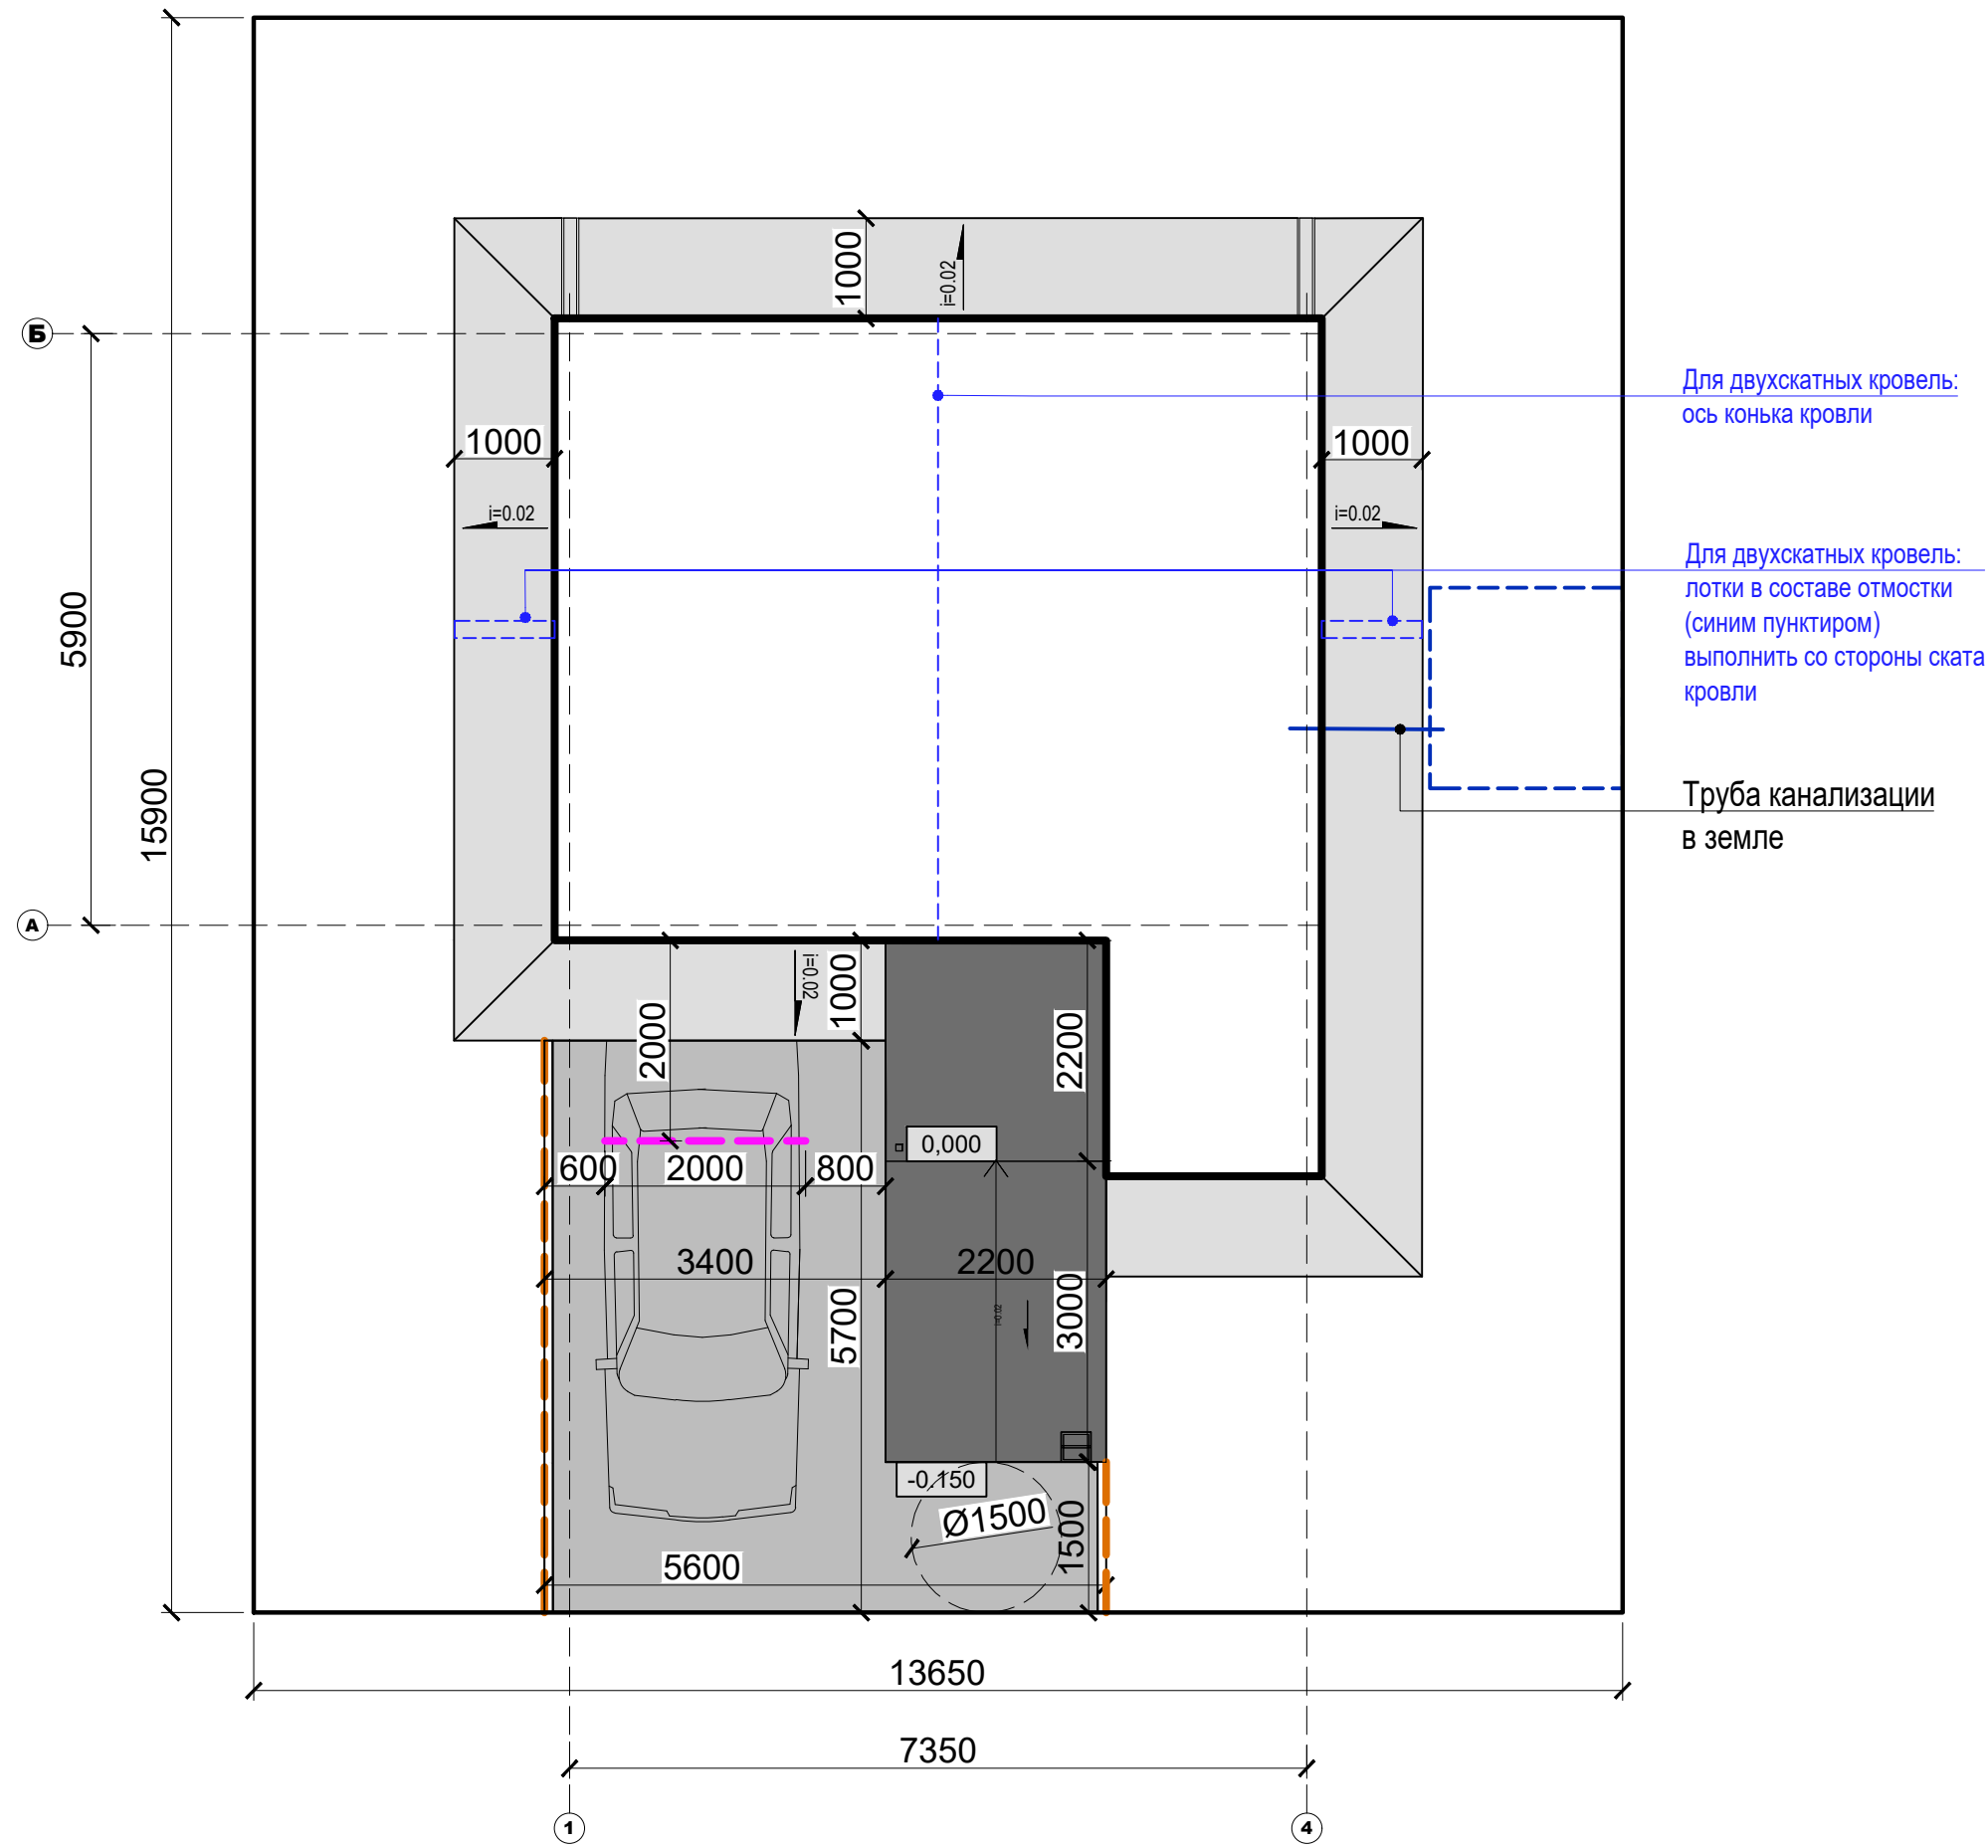 1000
i=0.02
Б
Для двухскатных кровель:
ось конька кровли
1000
1000
i=0.02
i=0.02
Для двухскатных кровель:
лотки в составе отмостки
(синим пунктиром)
выполнить со стороны ската
кровли
5900
15900
Труба канализации
в земле
А
i=0.02
1000
2000
2200
0,000
600
2000
800
3400
2200
5700
i=0.02
3000
-0.150
Ø1500
1500
5600
13650
7350
1
4